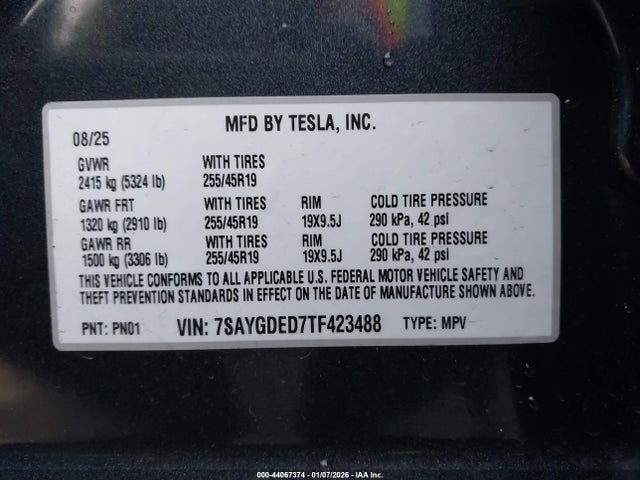 MFD BY TESLA, INC.
08/25
GVWR WITH TIRES
2415 kg (5324 lb) 255/45R19
GAWR FRT WITH TIRES RIM COLD TIRE PRESSURE
1320 kg (2910 lb) 255/45R19 19X9.5J 290 kPa, 42 psi
GAWR RR WITH TIRES RIM COLD TIRE PRESSURE
1500 kg (3306 lb) 255/45R19 19X9.5J 290 kPa, 42 psi
THIS VEHICLE CONFORMS TO ALL APPLICABLE U.S. FEDERAL MOTOR VEHICLE SAFETY AND
THEFT PREVENTION STANDARDS IN EFFECT ON THE DATE OF MANUFACTURE SHOWN ABOVE.
PNT: PN01 VIN: 7SAYGDED7TF423488 TYPE: MPV
000-44067374 - 01/07/2026 - IAA Inc.